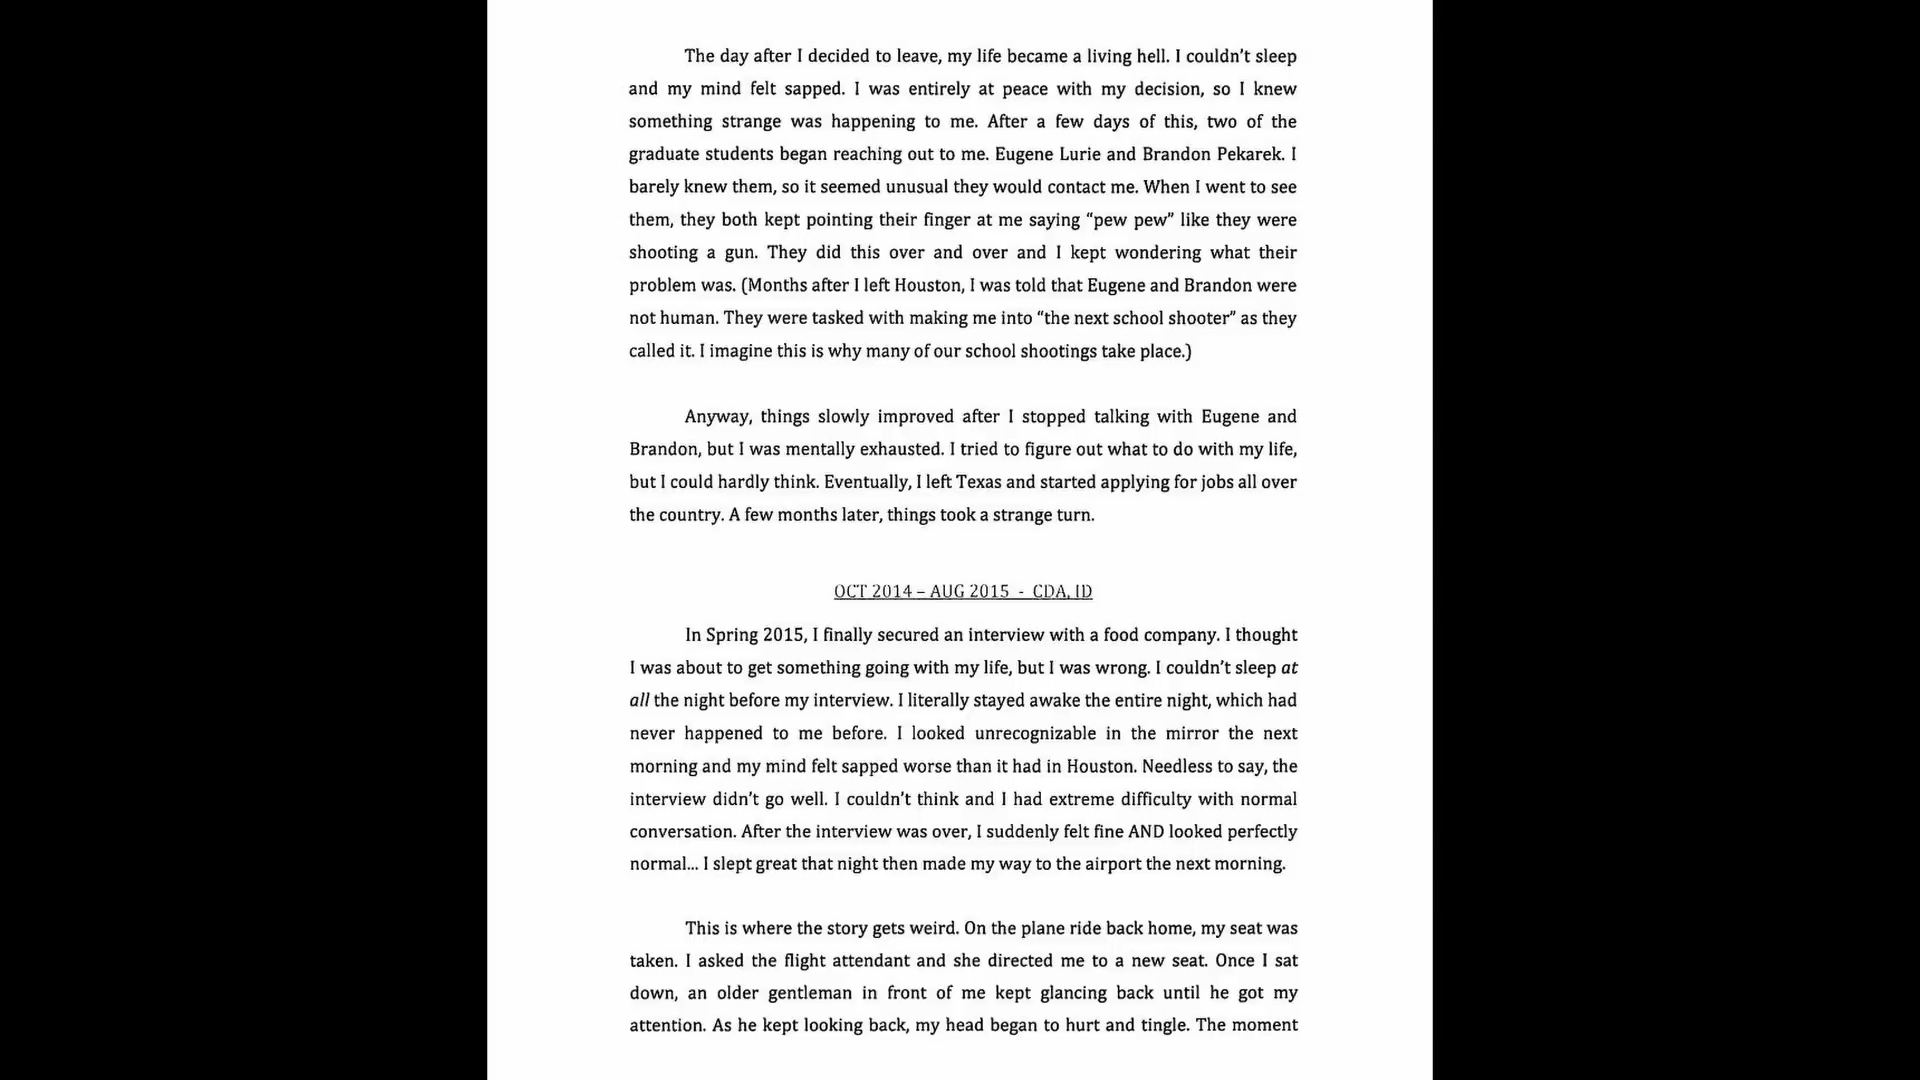 The day after I decided to leave, my life became a living hell. I couldn't sleep
and my mind felt sapped. I was entirely at peace with my decision, so I knew
something strange was happening to me. After a few days of this, two of the
graduate students began reaching out to me. Eugene Lurie and Brandon Pekarek. I
barely knew them, so it seemed unusual they would contact me. When I went to see
them, they both kept pointing their finger at me saying “pew pew” like they were
shooting a gun. They did this over and over and I kept wondering what their
problem was. (Months after I left Houston, I was told that Eugene and Brandon were
not human. They were tasked with making me into “the next school shooter” as they
called it. I imagine this is why many of our school shootings take place.)
Anyway, things slowly improved after I stopped talking with Eugene and
Brandon, but I was mentally exhausted. I tried to figure out what to do with my life,
but I could hardly think. Eventually, I left Texas and started applying for jobs all over
the country. A few months later, things took a strange turn.
OCT 2014 – AUG 2015 - CDA, ID
In Spring 2015, I finally secured an interview with a food company. I thought
I was about to get something going with my life, but I was wrong. I couldn't sleep at
all the night before my interview. I literally stayed awake the entire night, which had
never happened to me before. I looked unrecognizable in the mirror the next
morning and my mind felt sapped worse than it had in Houston. Needless to say, the
interview didn't go well. I couldn't think and I had extreme difficulty with normal
conversation. After the interview was over, I suddenly felt fine AND looked perfectly
normal... I slept great that night then made my way to the airport the next morning.
This is where the story gets weird. On the plane ride back home, my seat was
taken. I asked the flight attendant and she directed me to a new seat. Once I sat
down, an older gentleman in front of me kept glancing back until he got my
attention. As he kept looking back, my head began to hurt and tingle. The moment